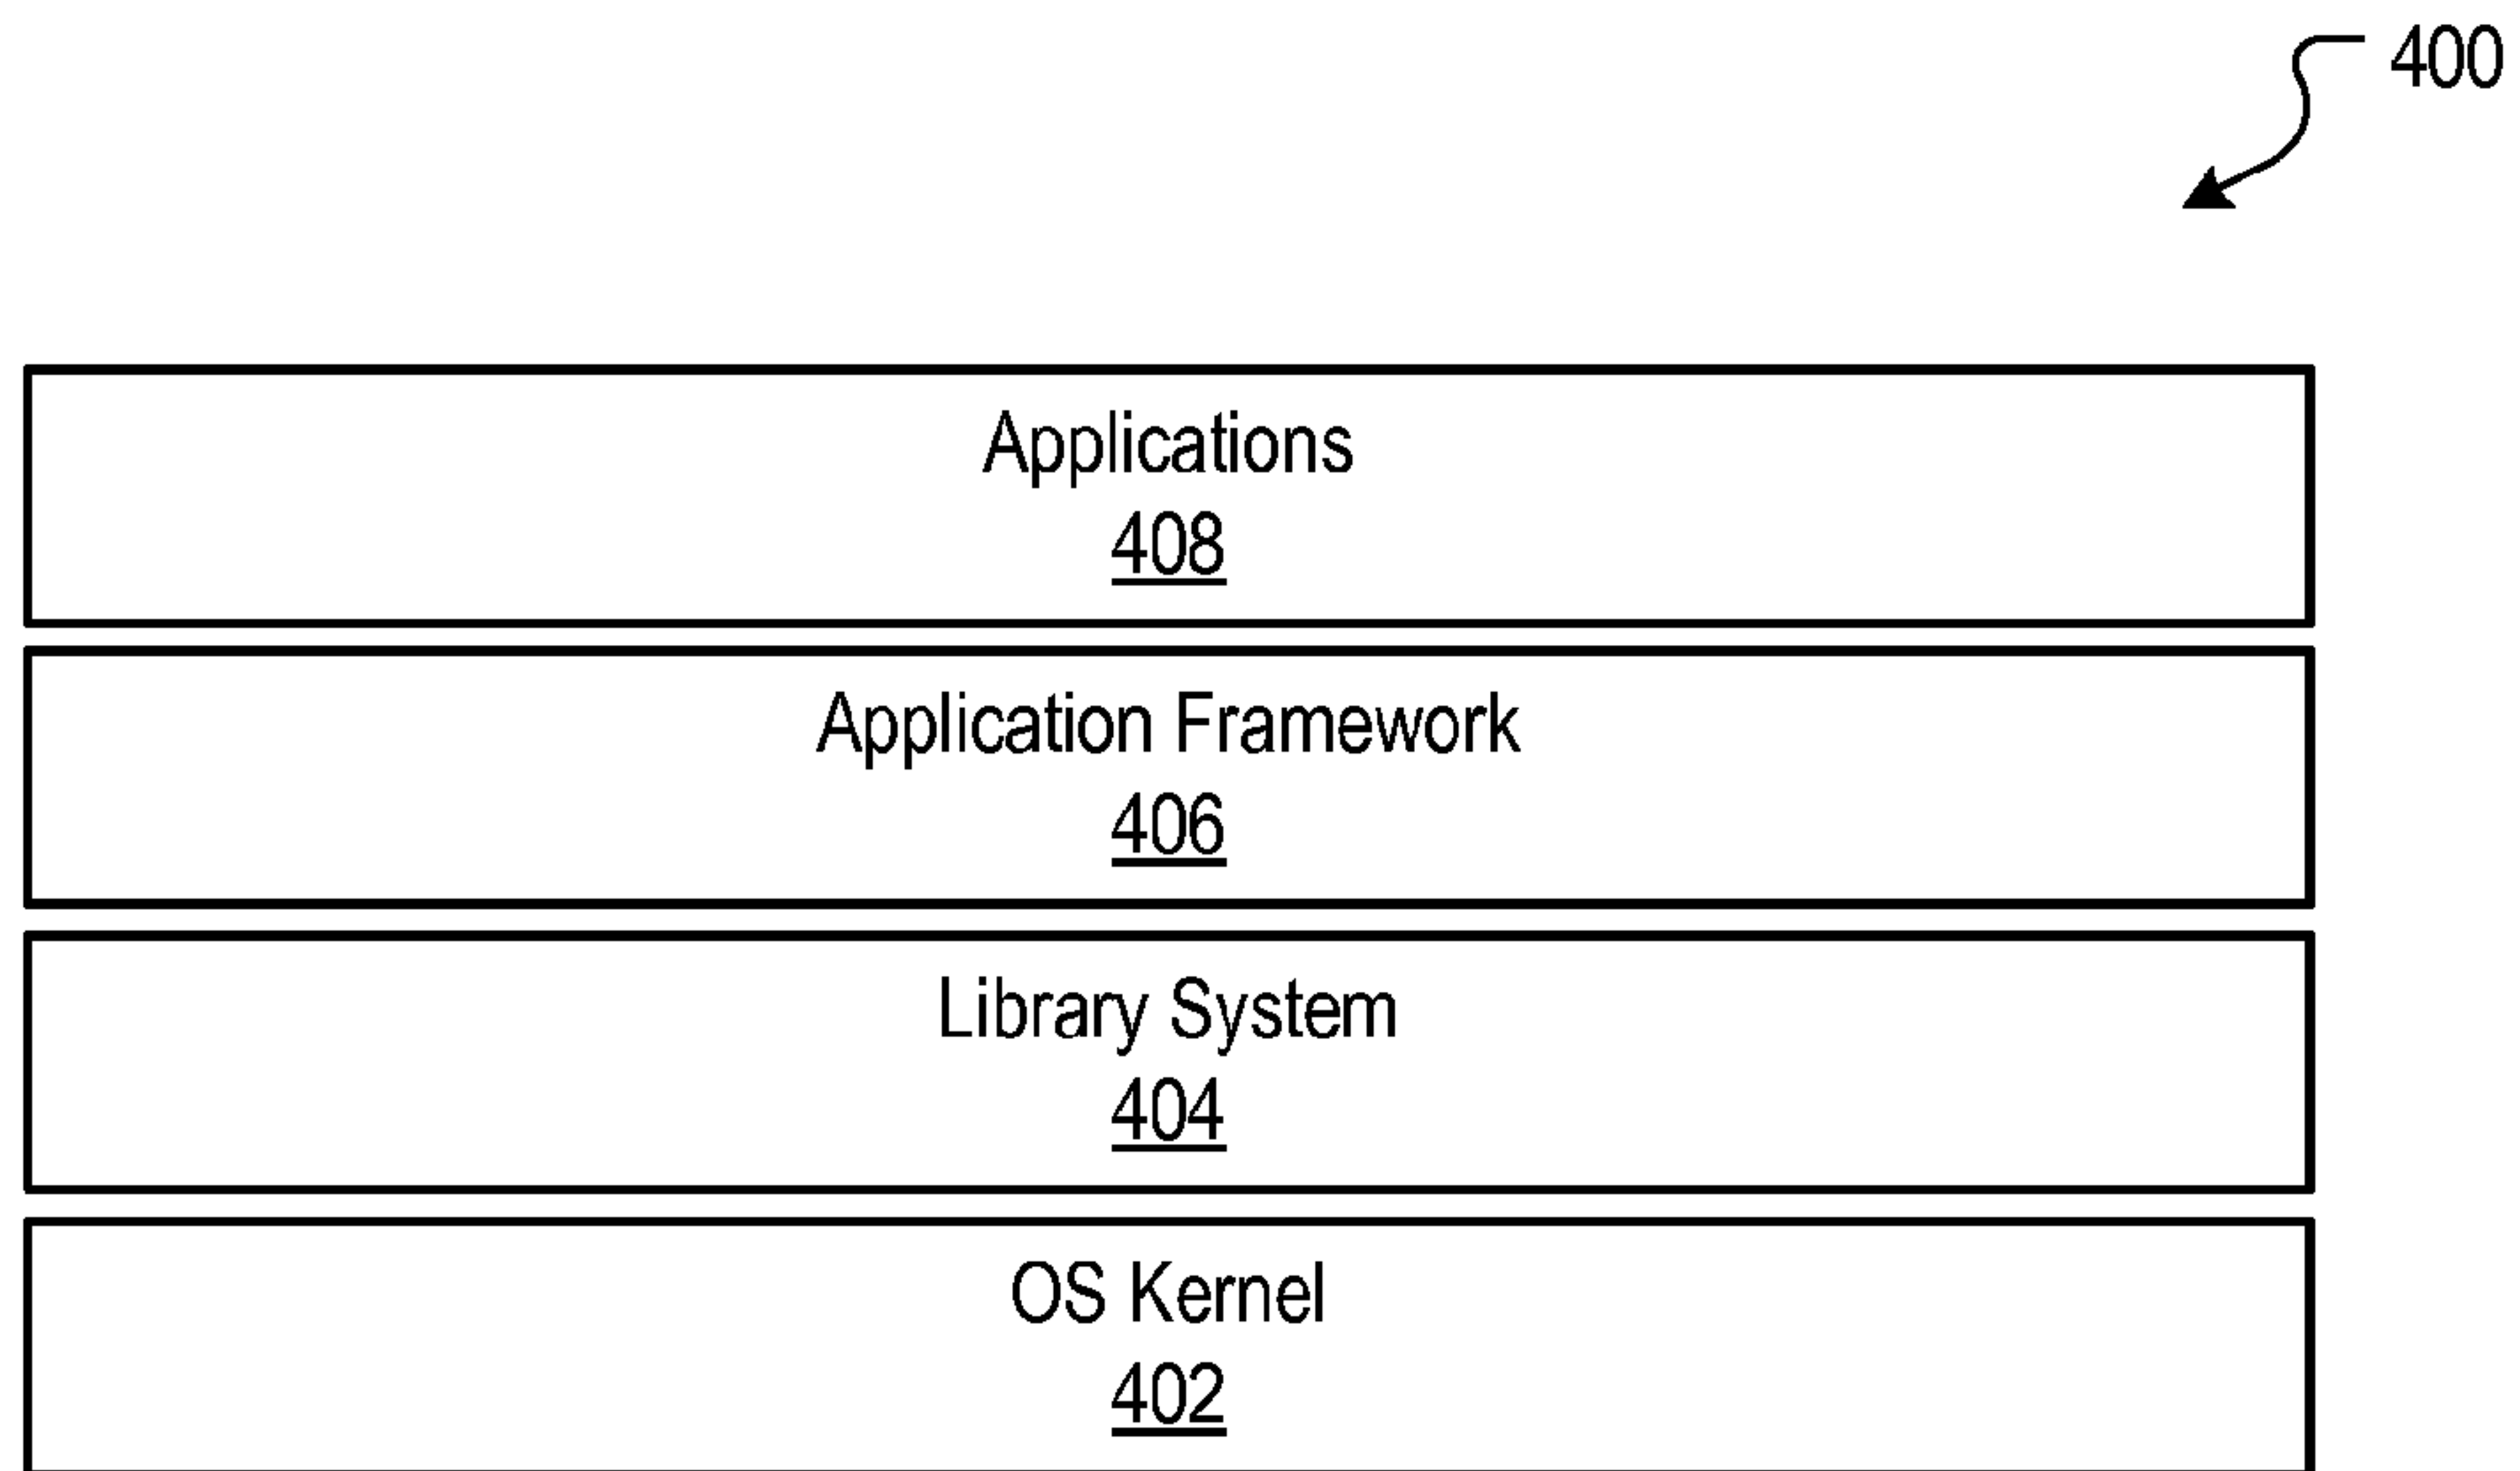 400
Applications
408
Application Framework
406
Library System
404
OS Kernel
402